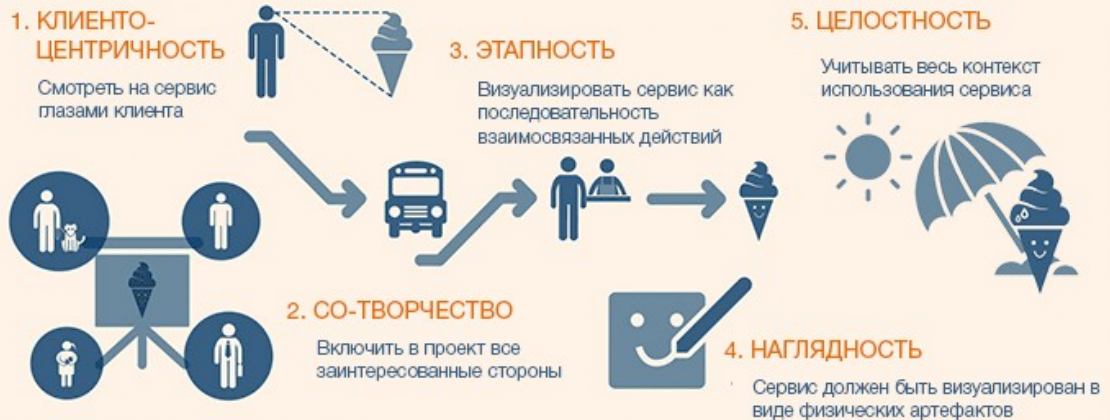 1. КЛИЕНТО-
ЦЕНТРИЧНОСТЬ
Смотреть на сервис
глазами клиента
2. СО-ТВОРЧЕСТВО
Включить в проект все
заинтересованные стороны
3. ЭТАПНОСТЬ
Визуализировать сервис как
последовательность
взаимосвязанных действий
4. НАГЛЯДНОСТЬ
Сервис должен быть визуализирован в
виде физических артефактов
5. ЦЕЛОСТНОСТЬ
Учитывать весь контекст
использования сервиса